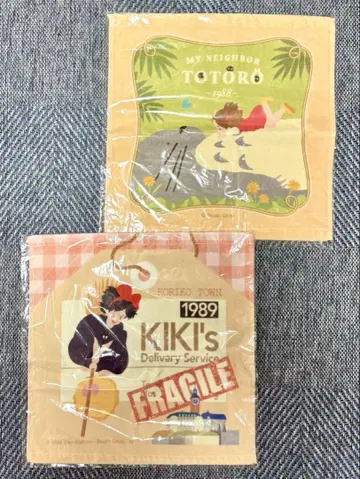 MY NEIGHBOR
TOTORO
1988
KORIKO TOWN
1989
KIKI's
Delivery Service
FRAGILE